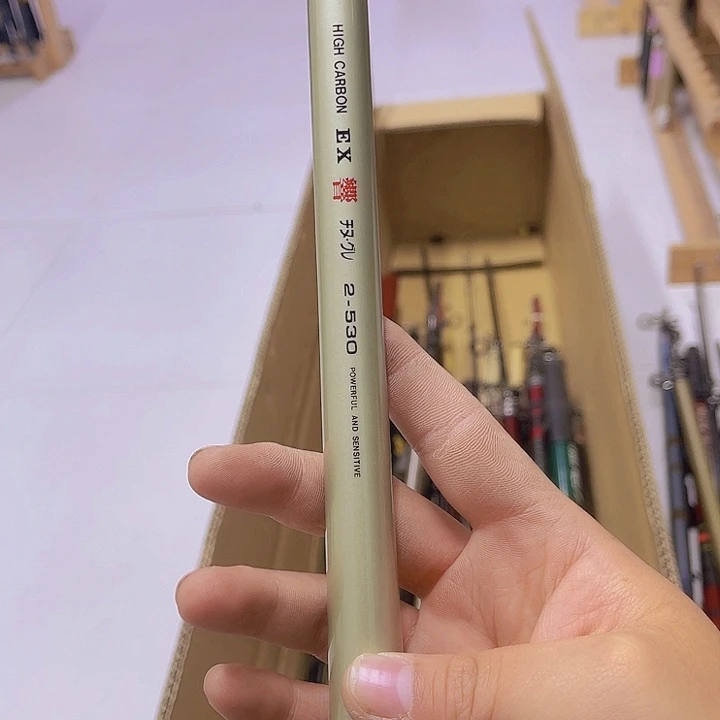 HIGH CARBON EX 響 チヌ・グレ 2-530 POWERFUL AND SENSITIVE